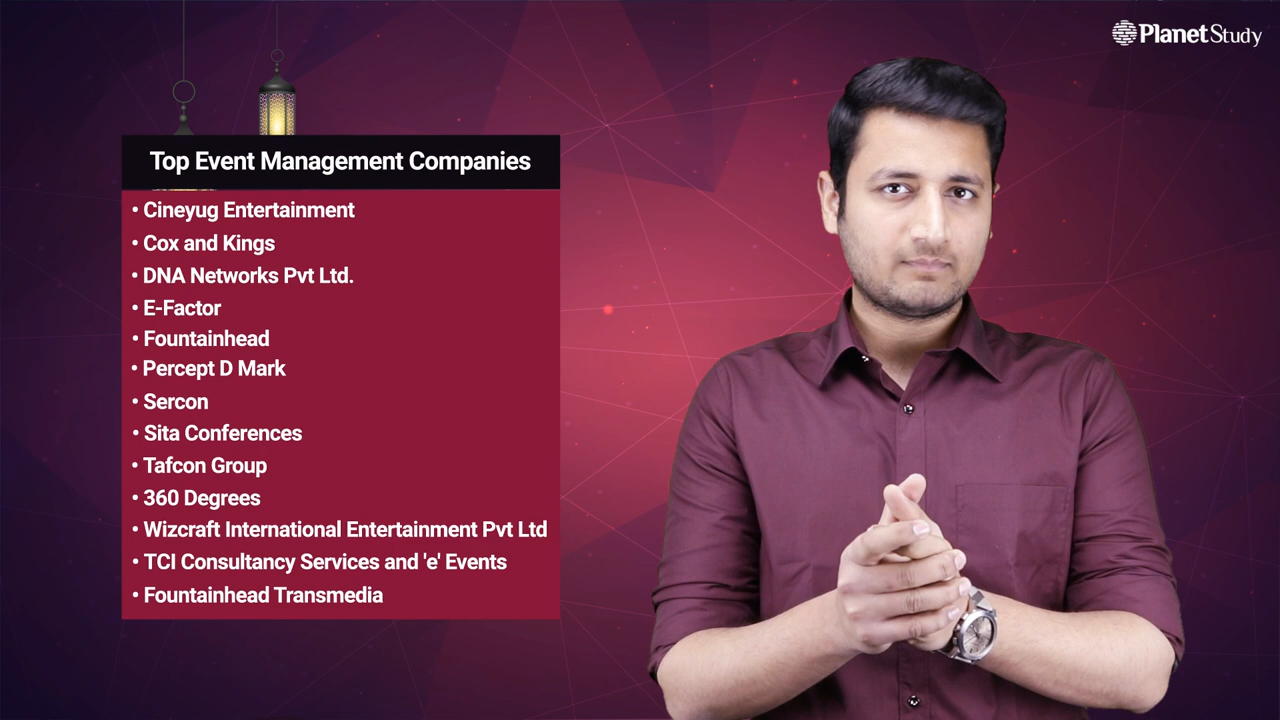 PlanetStudy
Top Event Management Companies
• Cineyug Entertainment
• Cox and Kings
• DNA Networks Pvt Ltd.
• E-Factor
• Fountainhead
• Percept D Mark
• Sercon
• Sita Conferences
• Tafcon Group
• 360 Degrees
• Wizcraft International Entertainment Pvt Ltd
• TCI Consultancy Services and 'e' Events
• Fountainhead Transmedia